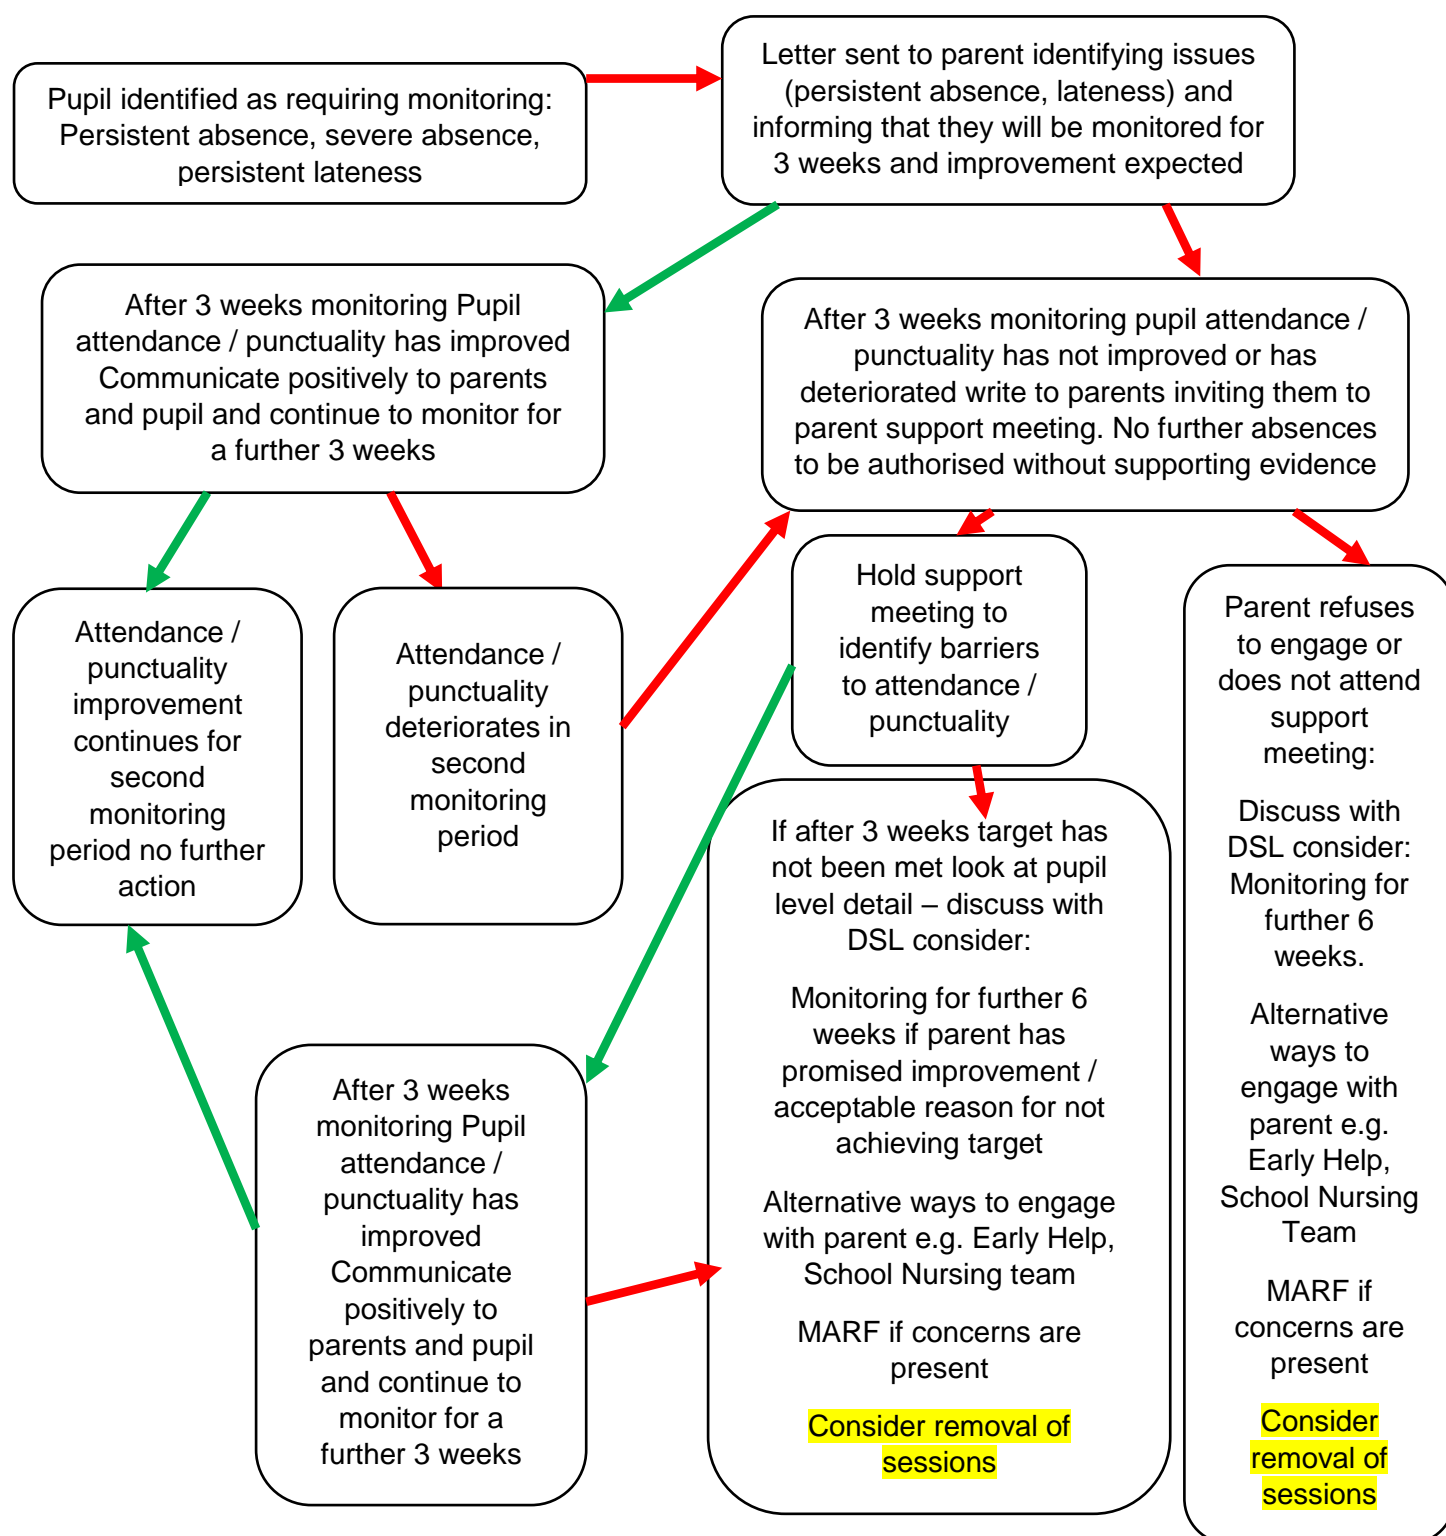 Pupil identified as requiring monitoring:
Persistent absence, severe absence,
persistent lateness
Letter sent to parent identifying issues
(persistent absence, lateness) and
informing that they will be monitored for
3 weeks and improvement expected
After 3 weeks monitoring Pupil
attendance / punctuality has improved
Communicate positively to parents
and pupil and continue to monitor for
a further 3 weeks
After 3 weeks monitoring pupil attendance /
punctuality has not improved or has
deteriorated write to parents inviting them to
parent support meeting. No further absences
to be authorised without supporting evidence
Attendance /
punctuality
improvement
continues for
second
monitoring
period no further
action
Attendance /
punctuality
deteriorates in
second
monitoring
period
Hold support
meeting to
identify barriers
to attendance /
punctuality
Parent refuses
to engage or
does not attend
support
meeting:
Discuss with
DSL consider:
Monitoring for
further 6
weeks.
Alternative
ways to
engage with
parent e.g.
Early Help,
School Nursing
Team
MARF if
concerns are
present
Consider
removal of
sessions
If after 3 weeks target has
not been met look at pupil
level detail – discuss with
DSL consider:
Monitoring for further 6
weeks if parent has
promised improvement /
acceptable reason for not
achieving target
Alternative ways to engage
with parent e.g. Early Help,
School Nursing team
MARF if concerns are
present
Consider removal of
sessions
After 3 weeks
monitoring Pupil
attendance /
punctuality has
improved
Communicate
positively to
parents and pupil
and continue to
monitor for a
further 3 weeks